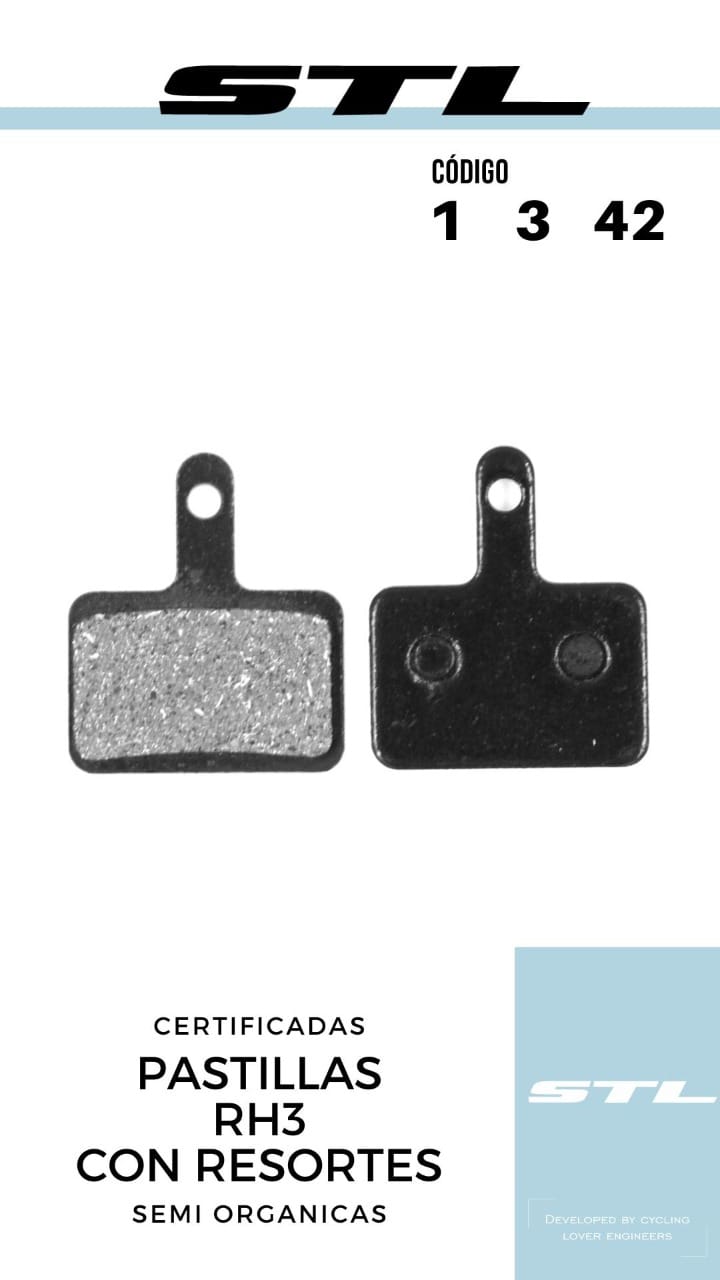 STL
CÓDIGO
1 3 42
CERTIFICADAS
PASTILLAS
RH3
CON RESORTES
SEMI ORGANICAS
STL
DEVELOPED BY CYCLING
LOVER ENGINEERS